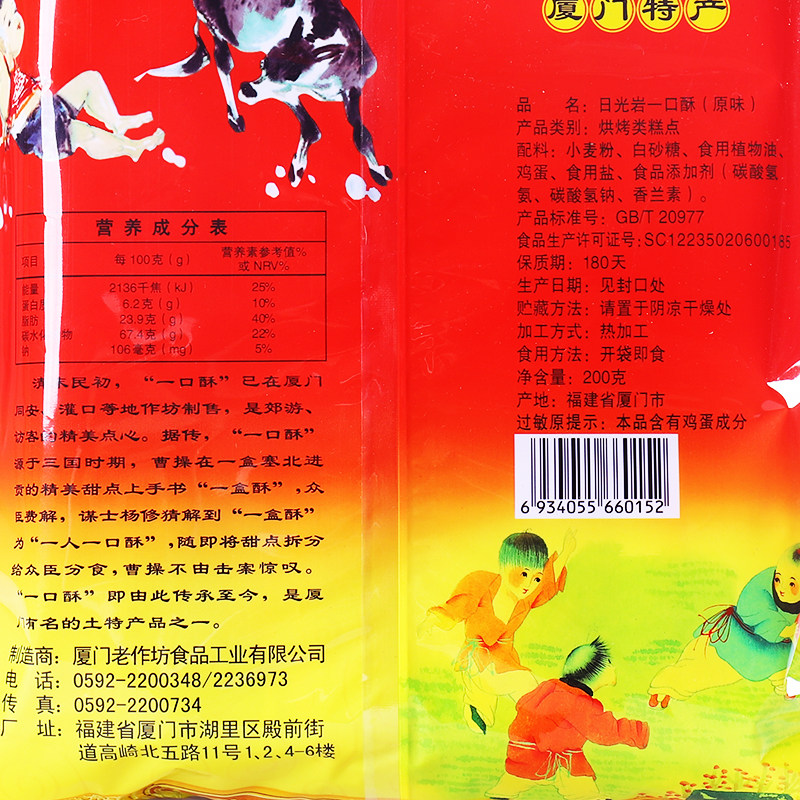 厦门特产
品 名：日光岩一口酥（原味）
产品类别：烘烤类糕点
配料：小麦粉、白砂糖、食用植物油、
鸡蛋、食用盐、食品添加剂（碳酸氢
氨、碳酸氢钠、香兰素）。
产品标准号：GB/T 20977
食品生产许可证号：SC12235020600185
保质期：180天
生产日期：见封口处
贮藏方法：请置于阴凉干燥处
加工方式：热加工
食用方法：开袋即食
净含量：200克
产地：福建省厦门市
过敏原提示：本品含有鸡蛋成分
6 934055 660152
营养成分表
项目 每100克（g） 营养素参考值%
或NRV%
能量 2136千焦（kJ） 25%
蛋白质 6.2克（g） 10%
脂肪 23.9克（g） 40%
碳水化合物 67.4克（g） 22%
钠 106毫克（mg） 5%
清末民初，“一口酥”已在厦门
同安、灌口等地作坊制售，是郊游、
访客的精美点心。据传，“一口酥”
源于三国时期，曹操在一盒塞北进
贡的精美甜点上手书“一盒酥”，众
臣费解，谋士杨修猜解到“一盒酥”
为“一人一口酥”，随即将甜点拆分
给众臣分食，曹操不由击案惊叹。
“一口酥”即由此传承至今，是厦
门有名的土特产品之一。
制造商：厦门老作坊食品工业有限公司
电 话：0592-2200348/2236973
传 真：0592-2200734
厂 址：福建省厦门市湖里区殿前街
道高崎北五路11号1、2、4-6楼